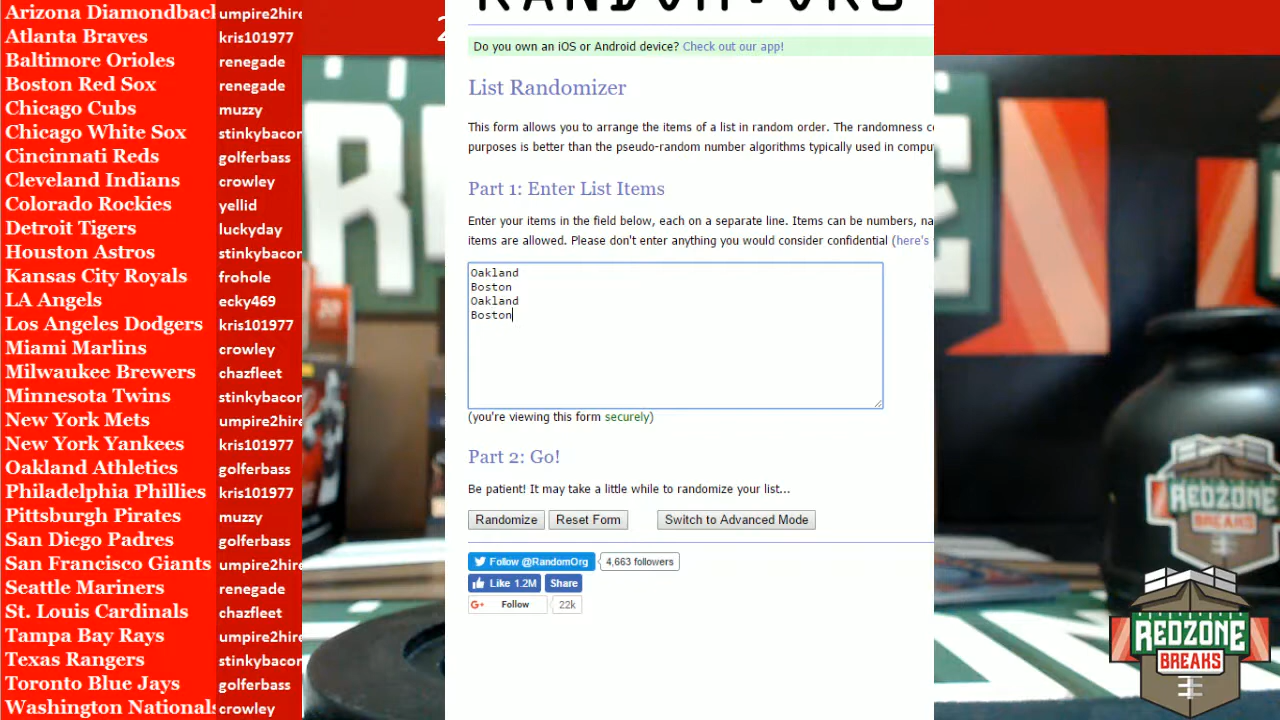 Arizona Diamondback umpire2hire
Atlanta Braves kris101977
Baltimore Orioles renegade
Boston Red Sox renegade
Chicago Cubs muzzy
Chicago White Sox stinkybacon
Cincinnati Reds golferbass
Cleveland Indians crowley
Colorado Rockies yellid
Detroit Tigers luckyday
Houston Astros stinkybacon
Kansas City Royals frohole
LA Angels ecky469
Los Angeles Dodgers kris101977
Miami Marlins crowley
Milwaukee Brewers chazfleet
Minnesota Twins stinkybacon
New York Mets umpire2hire
New York Yankees kris101977
Oakland Athletics golferbass
Philadelphia Phillies kris101977
Pittsburgh Pirates muzzy
San Diego Padres golferbass
San Francisco Giants umpire2hire
Seattle Mariners renegade
St. Louis Cardinals chazfleet
Tampa Bay Rays umpire2hire
Texas Rangers stinkybacon
Toronto Blue Jays golferbass
Washington Nationals crowley
RANDOM.ORG
Do you own an iOS or Android device? Check out our app!
List Randomizer
This form allows you to arrange the items of a list in random order. The randomness
purposes is better than the pseudo-random number algorithms typically used in
Part 1: Enter List Items
Enter your items in the field below, each on a separate line. Items can be numbers,
items are allowed. Please don't enter anything you would consider confidential (here's
Oakland
Boston
Oakland
Boston
(you're viewing this form securely)
Part 2: Go!
Be patient! It may take a little while to randomize your list...
Randomize Reset Form Switch to Advanced Mode
Follow @RandomOrg 4,663 followers
Like 1.2M Share
G+ Follow 22k
REDZONE
REDZONE
BREAKS